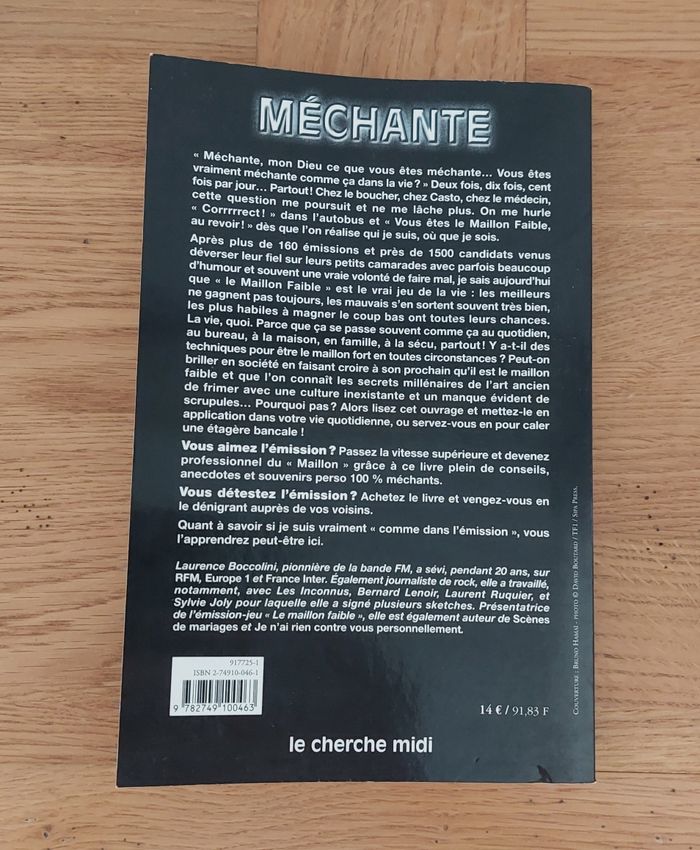 MÉCHANTE
« Méchante, mon Dieu ce que vous êtes méchante... Vous êtes
vraiment méchante comme ça dans la vie ? » Deux fois, dix fois, cent
fois par jour... Partout ! Chez le boucher, chez Casto, chez le médecin,
cette question me poursuit et ne me lâche plus. On me hurle
« Corrrrrect ! » dans l'autobus et « Vous êtes le Maillon Faible,
au revoir ! » dès que l'on réalise qui je suis, où que je sois.
Après plus de 160 émissions et près de 1500 candidats venus
déverser leur fiel sur leurs petits camarades avec parfois beaucoup
d'humour et souvent une vraie volonté de faire mal, je sais aujourd'hui
que « le Maillon Faible » est le vrai jeu de la vie : les meilleurs
ne gagnent pas toujours, les mauvais s'en sortent souvent très bien,
les plus habiles à magner le coup bas ont toutes leurs chances.
La vie, quoi. Parce que ça se passe souvent comme ça au quotidien,
au bureau, à la maison, en famille, à la sécu, partout ! Y a-t-il des
techniques pour être le maillon fort en toutes circonstances ? Peut-on
briller en société en faisant croire à son prochain qu'il est le maillon
faible et que l'on connaît les secrets millénaires de l'art ancien
de frimer avec une culture inexistante et un manque évident de
scrupules... Pourquoi pas ? Alors lisez cet ouvrage et mettez-le en
application dans votre vie quotidienne, ou servez-vous en pour caler
une étagère bancale !
Vous aimez l'émission ? Passez la vitesse supérieure et devenez
professionnel du « Maillon » grâce à ce livre plein de conseils,
anecdotes et souvenirs perso 100 % méchants.
Vous détestez l'émission ? Achetez le livre et vengez-vous en
le dénigrant auprès de vos voisins.
Quant à savoir si je suis vraiment « comme dans l'émission », vous
l'apprendrez peut-être ici.
Laurence Boccolini, pionnière de la bande FM, a sévi, pendant 20 ans, sur
RFM, Europe 1 et France Inter. Également journaliste de rock, elle a travaillé,
notamment, avec Les Inconnus, Bernard Lenoir, Laurent Ruquier, et
Sylvie Joly pour laquelle elle a signé plusieurs sketches. Présentatrice
de l'émission-jeu « Le maillon faible », elle est également auteur de Scènes
de mariages et Je n'ai rien contre vous personnellement.
917725-1
ISBN 2-74910-046-1
9 782749 100463
14 € / 91,83 F
le cherche midi
COUVERTURE : BRUNO HAMAÏ - PHOTO © DAVID BOUTARD / TF1 / SIPA PRESS.